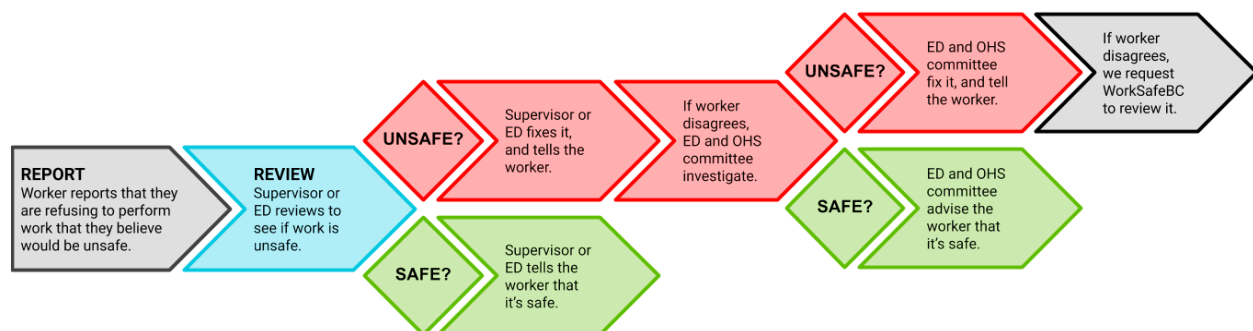 REPORT
Worker reports that they
are refusing to perform
work that they believe
would be unsafe.
REVIEW
Supervisor or
ED reviews to
see if work is
unsafe.
UNSAFE?
Supervisor or
ED fixes it,
and tells the
worker.
If worker
disagrees,
ED and OHS
committee
investigate.
UNSAFE?
ED and OHS
committee
fix it, and tell
the worker.
If worker
disagrees,
we request
WorkSafeBC
to review it.
SAFE?
ED and OHS
committee
advise the
worker that
it's safe.
SAFE?
Supervisor or
ED tells the
worker that
it's safe.